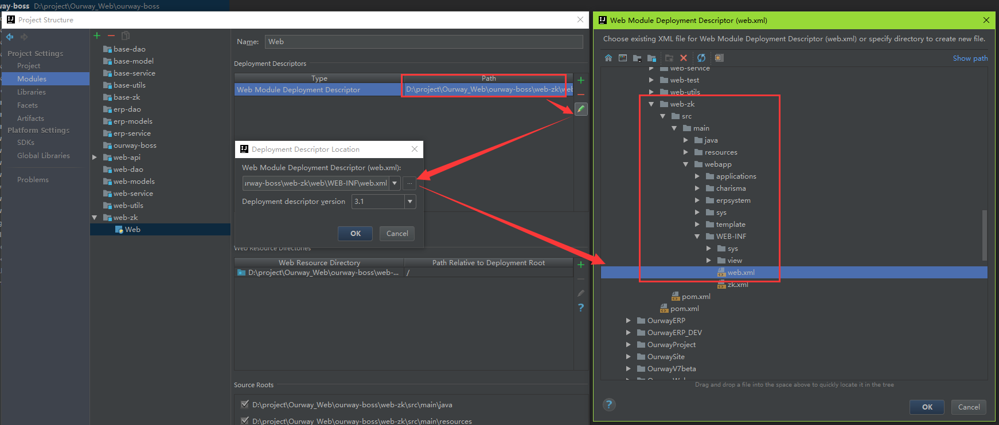 way-boss D:\project\Ourway_Web\ourway-boss
Project Structure
Project Settings
Project
Modules
Libraries
Facets
Artifacts
Platform Settings
SDKs
Global Libraries
Problems
base-dao
base-model
base-service
base-utils
base-zk
erp-dao
erp-models
erp-service
ourway-boss
web-api
web-dao
web-models
web-service
web-utils
web-zk
Web
Name: Web
Deployment Descriptors
Type Path
Web Module Deployment Descriptor D:\project\Ourway_Web\ourway-boss\web-zk\web
Deployment Descriptor Location
Web Module Deployment Descriptor (web.xml):
ırway-boss\web-zk\web\WEB-INF\web.xml ...
Deployment descriptor version 3.1
OK Cancel
Web Resource Directories
Web Resource Directory Path Relative to Deployment Root
D:\project\Ourway_Web\ourway-boss\web-... /
Source Roots
D:\project\Ourway_Web\ourway-boss\web-zk\src\main\java
D:\project\Ourway_Web\ourway-boss\web-zk\src\main\resources
Web Module Deployment Descriptor (web.xml)
Choose existing XML file for Web Module Deployment Descriptor (web.xml) or specify directory to create new file.
Show path
web-service
web-test
web-utils
web-zk
src
main
java
resources
webapp
applications
charisma
erpsystem
sys
template
WEB-INF
sys
view
web.xml
zk.xml
pom.xml
pom.xml
OurwayERP
OurwayERP_DEV
OurwayProject
OurwaySite
OurwayV7beta
Drag and drop a file into the space above to quickly locate it in the tree
?
OK Cancel